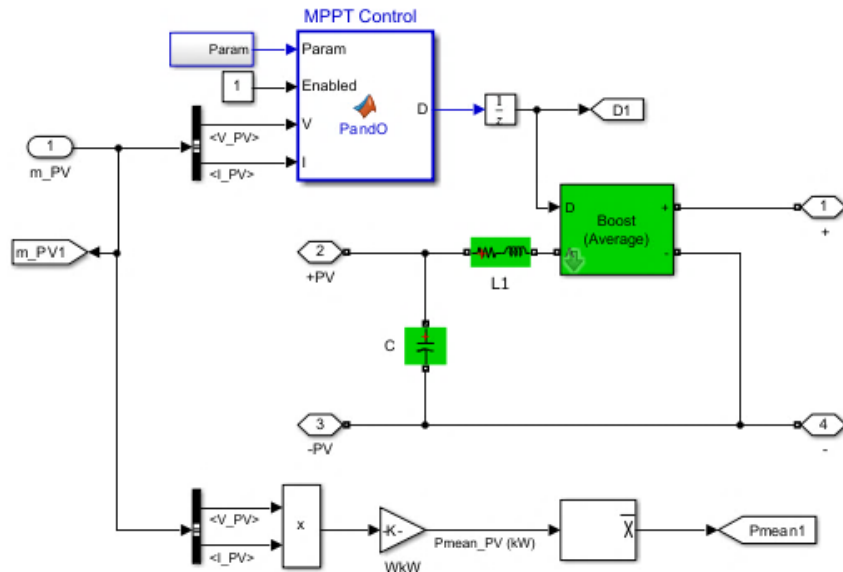 MPPT Control
Param
Param
1
Enabled
D
PandO
1
z
D1
V
<V_PV>
I
<I_PV>
1
m_PV
D
Boost
(Average)
+
-
1
+
m_PV1
2
+PV
L1
C
3
-PV
4
-
<V_PV>
<I_PV>
x
-K-
WkW
Pmean_PV (kW)
X
Pmean1